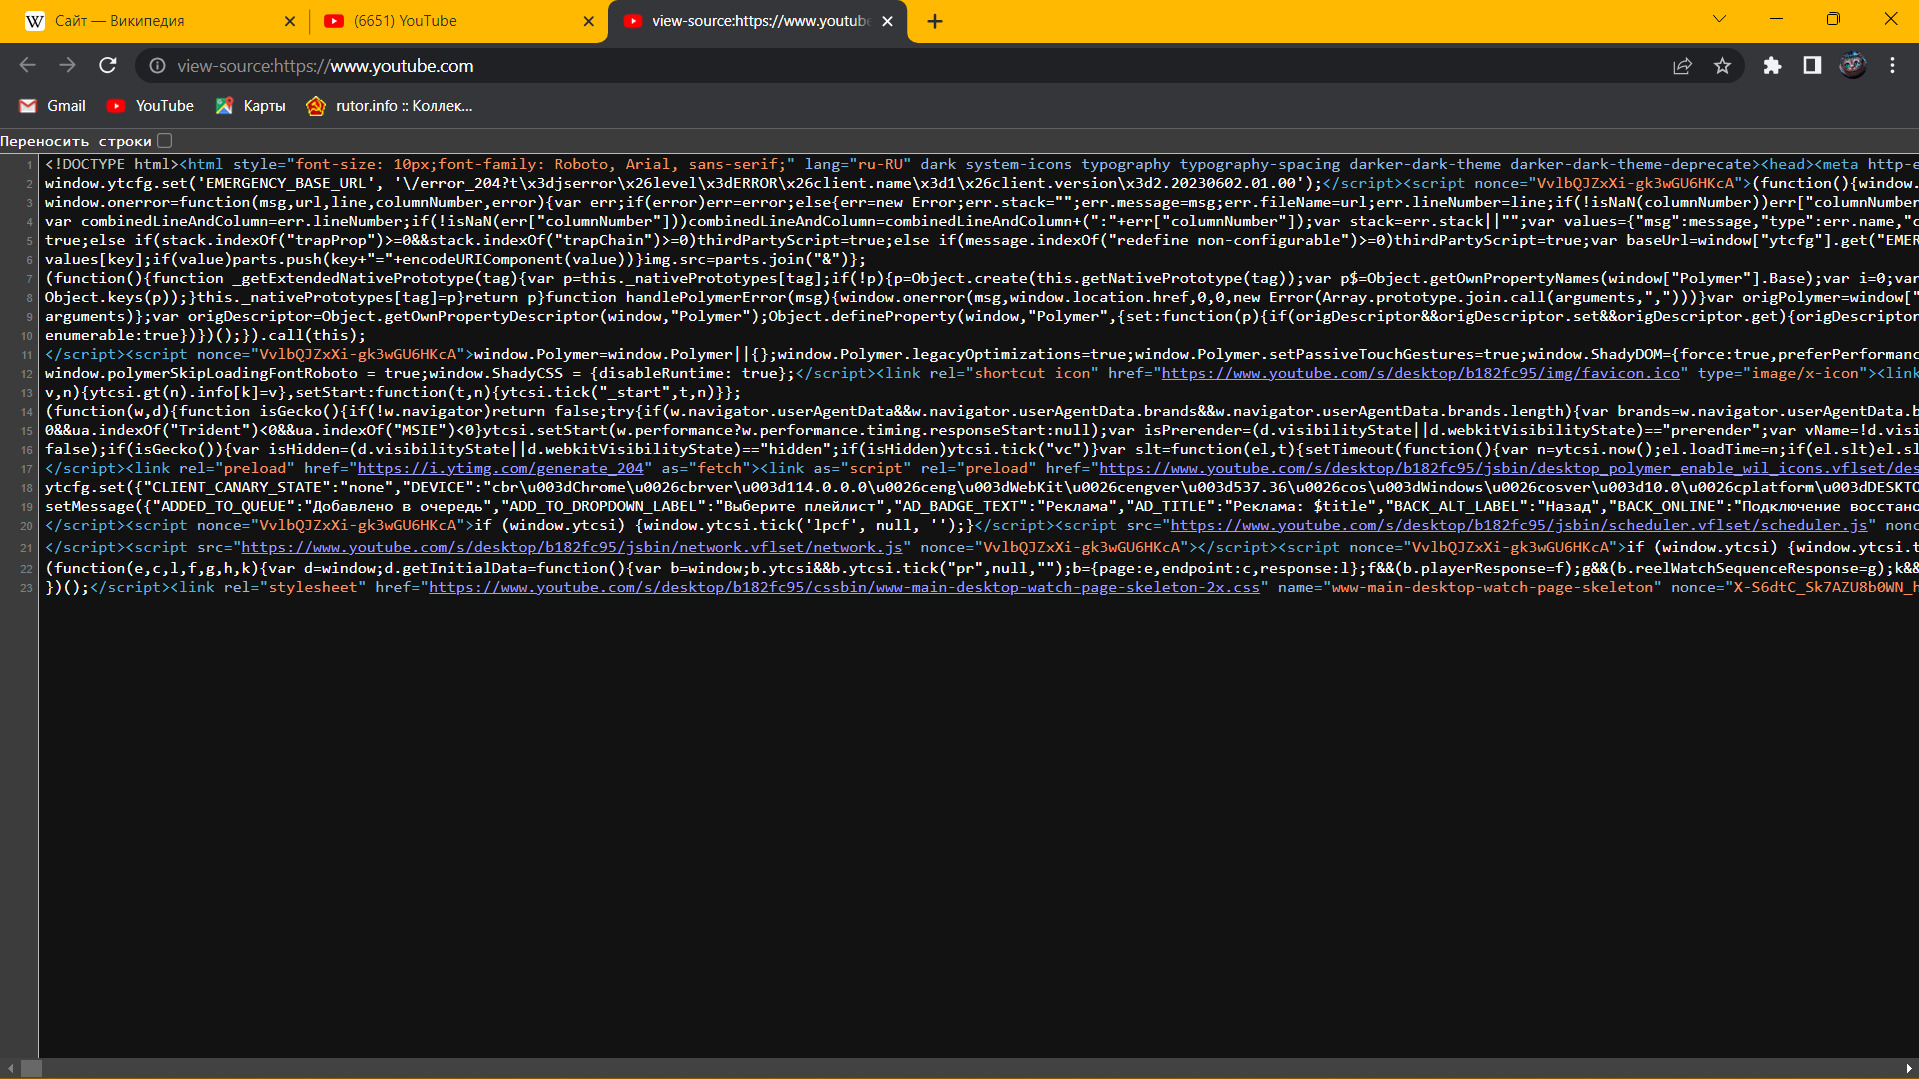 Сайт — Википедия
(6651) YouTube
view-source:https://www.youtube
view-source:https://www.youtube.com
Gmail
YouTube
Карты
rutor.info :: Коллек...
Переносить строки
1 <!DOCTYPE html><html style="font-size: 10px;font-family: Roboto, Arial, sans-serif;" lang="ru-RU" dark system-icons typography typography-spacing darker-dark-theme darker-dark-theme-deprecate><head><meta http-e
2 window.ytcfg.set('EMERGENCY_BASE_URL', '\/error_204?t\x3djserror\x26level\x3dERROR\x26client.name\x3d1\x26client.version\x3d2.20230602.01.00');</script><script nonce="VvlbQJZxXi-gk3wGU6HKcA">(function(){window.
3 window.onerror=function(msg,url,line,columnNumber,error){var err;if(error)err=error;else{err=new Error;err.stack="";err.message=msg;err.fileName=url;err.lineNumber=line;if(!isNaN(columnNumber))err["columnNumber
4 var combinedLineAndColumn=err.lineNumber;if(!isNaN(err["columnNumber"]))combinedLineAndColumn=combinedLineAndColumn+(":"+err["columnNumber"]);var stack=err.stack||"";var values={"msg":message,"type":err.name,"c
5 true;else if(stack.indexOf("trapProp")>=0&&stack.indexOf("trapChain")>=0)thirdPartyScript=true;else if(message.indexOf("redefine non-configurable")>=0)thirdPartyScript=true;var baseUrl=window["ytcfg"].get("EMER
6 values[key];if(value)parts.push(key+"="+encodeURIComponent(value))}img.src=parts.join("&")};
7 (function(){function _getExtendedNativePrototype(tag){var p=this._nativePrototypes[tag];if(!p){p=Object.create(this.getNativePrototype(tag));var p$=Object.getOwnPropertyNames(window["Polymer"].Base);var i=0;var
8 Object.keys(p));}this._nativePrototypes[tag]=p}return p}function handlePolymerError(msg){window.onerror(msg,window.location.href,0,0,new Error(Array.prototype.join.call(arguments,",")))}var origPolymer=window["
9 arguments)};var origDescriptor=Object.getOwnPropertyDescriptor(window,"Polymer");Object.defineProperty(window,"Polymer",{set:function(p){if(origDescriptor&&origDescriptor.set&&origDescriptor.get){origDescriptor
10 enumerable:true})})();}).call(this);
11 </script><script nonce="VvlbQJZxXi-gk3wGU6HKcA">window.Polymer=window.Polymer||{};window.Polymer.legacyOptimizations=true;window.Polymer.setPassiveTouchGestures=true;window.ShadyDOM={force:true,preferPerformanc
12 window.polymerSkipLoadingFontRoboto = true;window.ShadyCSS = {disableRuntime: true};</script><link rel="shortcut icon" href="https://www.youtube.com/s/desktop/b182fc95/img/favicon.ico" type="image/x-icon"><link
13 v,n){ytcsi.gt(n).info[k]=v},setStart:function(t,n){ytcsi.tick("_start",t,n)}};
14 (function(w,d){function isGecko(){if(!w.navigator)return false;try{if(w.navigator.userAgentData&&w.navigator.userAgentData.brands&&w.navigator.userAgentData.brands.length){var brands=w.navigator.userAgentData.b
15 0&&ua.indexOf("Trident")<0&&ua.indexOf("MSIE")<0}ytcsi.setStart(w.performance?w.performance.timing.responseStart:null);var isPrerender=(d.visibilityState||d.webkitVisibilityState)=="prerender";var vName=!d.visi
16 false);if(isGecko()){var isHidden=(d.visibilityState||d.webkitVisibilityState)=="hidden";if(isHidden)ytcsi.tick("vc")}var slt=function(el,t){setTimeout(function(){var n=ytcsi.now();el.loadTime=n;if(el.slt)el.sl
17 </script><link rel="preload" href="https://i.ytimg.com/generate_204" as="fetch"><link as="script" rel="preload" href="https://www.youtube.com/s/desktop/b182fc95/jsbin/desktop_polymer_enable_wil_icons.vflset/des
18 ytcfg.set({"CLIENT_CANARY_STATE":"none","DEVICE":"cbr\u003dChrome\u0026cbrver\u003d114.0.0.0\u0026ceng\u003dWebKit\u0026cengver\u003d537.36\u0026cos\u003dWindows\u0026cosver\u003d10.0\u0026cplatform\u003dDESKTO
19 setMessage({"ADDED_TO_QUEUE":"Добавлено в очередь","ADD_TO_DROPDOWN_LABEL":"Выберите плейлист","AD_BADGE_TEXT":"Реклама","AD_TITLE":"Реклама: $title","BACK_ALT_LABEL":"Назад","BACK_ONLINE":"Подключение восстано
20 </script><script nonce="VvlbQJZxXi-gk3wGU6HKcA">if (window.ytcsi) {window.ytcsi.tick('lpcf', null, '');}</script><script src="https://www.youtube.com/s/desktop/b182fc95/jsbin/scheduler.vflset/scheduler.js" nonc
21 </script><script src="https://www.youtube.com/s/desktop/b182fc95/jsbin/network.vflset/network.js" nonce="VvlbQJZxXi-gk3wGU6HKcA"></script><script nonce="VvlbQJZxXi-gk3wGU6HKcA">if (window.ytcsi) {window.ytcsi.t
22 (function(e,c,l,f,g,h,k){var d=window;d.getInitialData=function(){var b=window;b.ytcsi&&b.ytcsi.tick("pr",null,"");b={page:e,endpoint:c,response:l};f&&(b.playerResponse=f);g&&(b.reelWatchSequenceResponse=g);k&&
23 })();</script><link rel="stylesheet" href="https://www.youtube.com/s/desktop/b182fc95/cssbin/www-main-desktop-watch-page-skeleton-2x.css" name="www-main-desktop-watch-page-skeleton" nonce="X-S6dtC_Sk7AZU8b0WN_h